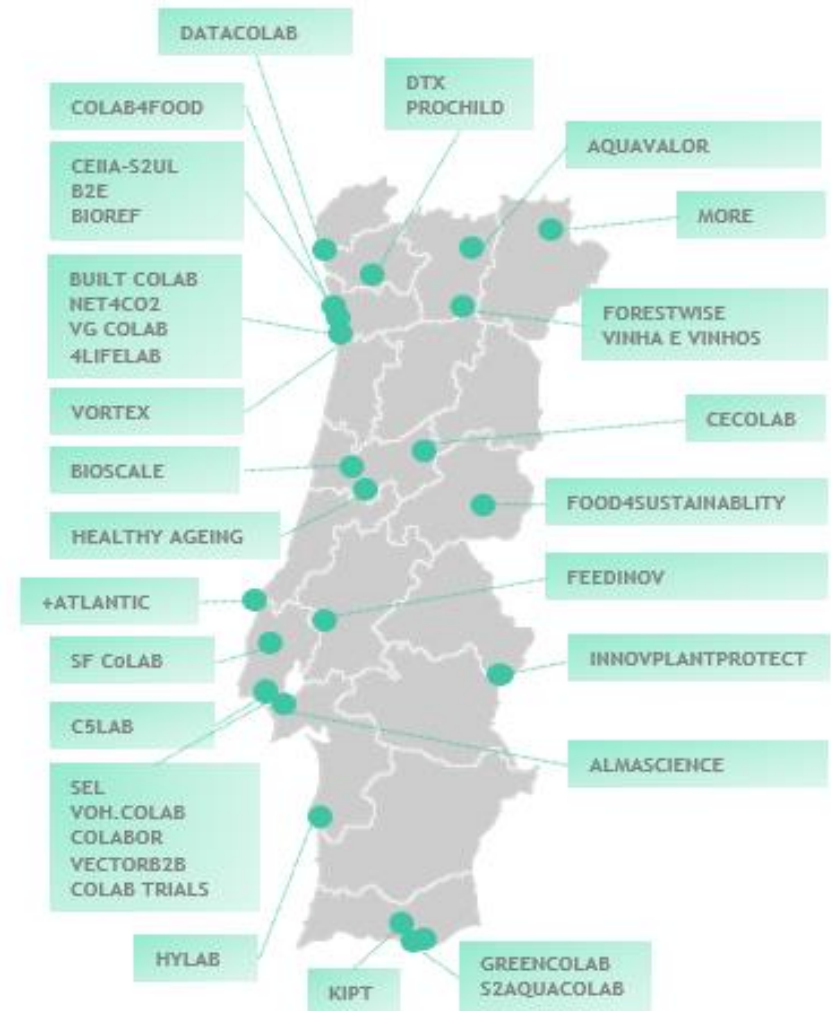 DATACOLAB
DTX
PROCHILD
COLAB4FOOD
AQUAVALOR
CEIIA-S2UL
B2E
BIOREF
MORE
BUILT COLAB
NET4CO2
VG COLAB
4LIFELAB
FORESTWISE
VINHA E VINHOS
VORTEX
CECOLAB
BIOSCALE
FOOD4SUSTAINABLITY
HEALTHY AGEING
FEEDINOV
+ATLANTIC
SF CoLAB
INNOVPLANTPROTECT
C5LAB
ALMASCIENCE
SEL
VOH.COLAB
COLABOR
VECTORB2B
COLAB TRIALS
HYLAB
KIPT
GREENCOLAB
S2AQUACOLAB